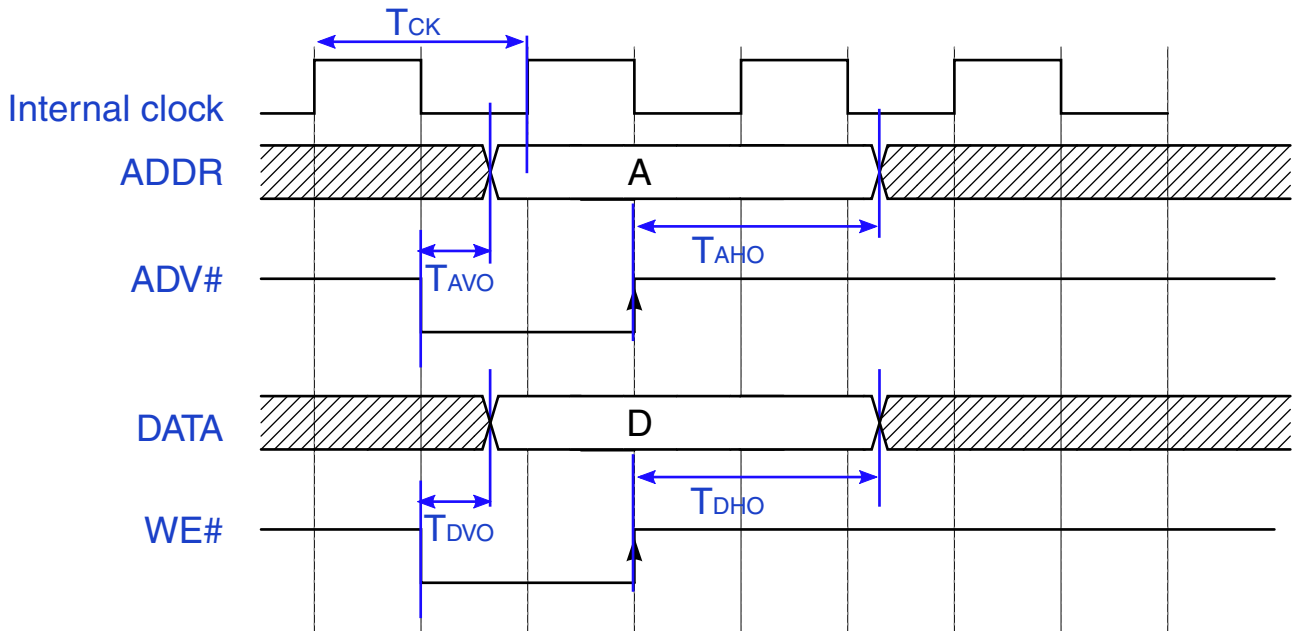 TCK
Internal clock
ADDR
A
TAHO
TAVO
ADV#
DATA
D
TDHO
TDVO
WE#